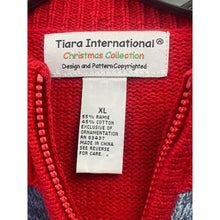 Tiara International®
Christmas Collection
Design and Pattern Copyrighted
XL
55% RAMIE
45% COTTON
EXCLUSIVE OF
ORNAMENTATION
RN 83437
MADE IN CHINA
SEE REVERSE
FOR CARE.